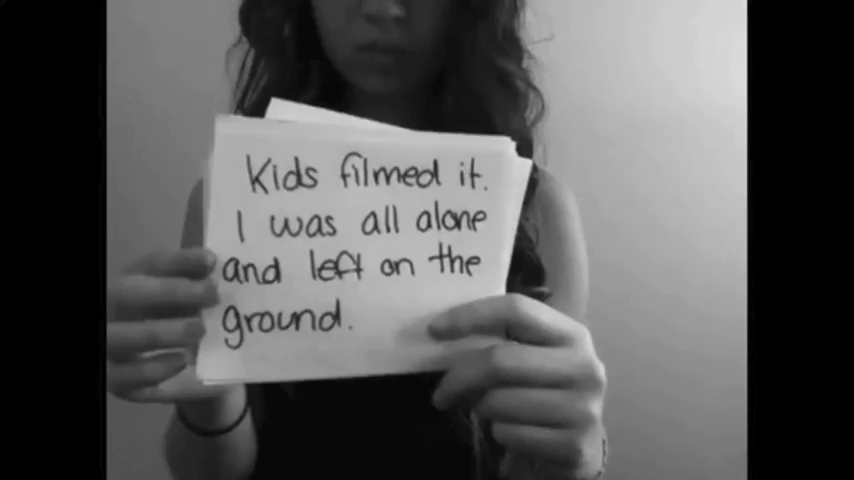 Kids filmed it.
I was all alone
and left on the
ground.